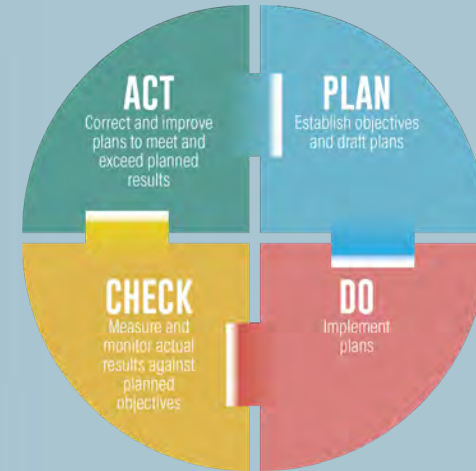 ACT
Correct and improve
plans to meet and
exceed planned
results
PLAN
Establish objectives
and draft plans
CHECK
Measure and
monitor actual
results against
planned
objectives
DO
Implement
plans